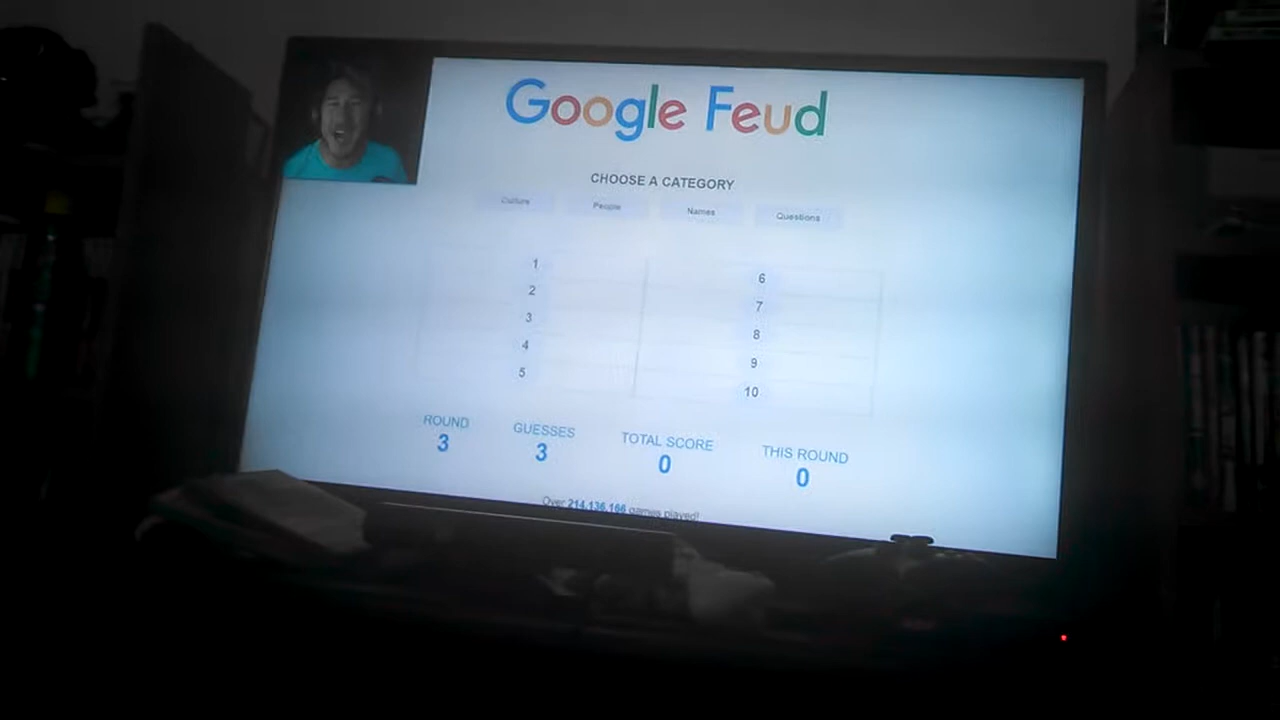 Google Feud
CHOOSE A CATEGORY
Culture People Names Questions
1 6
2 7
3 8
4 9
5 10
ROUND GUESSES TOTAL SCORE THIS ROUND
3 3 0 0
Over 214,136,166 games played!